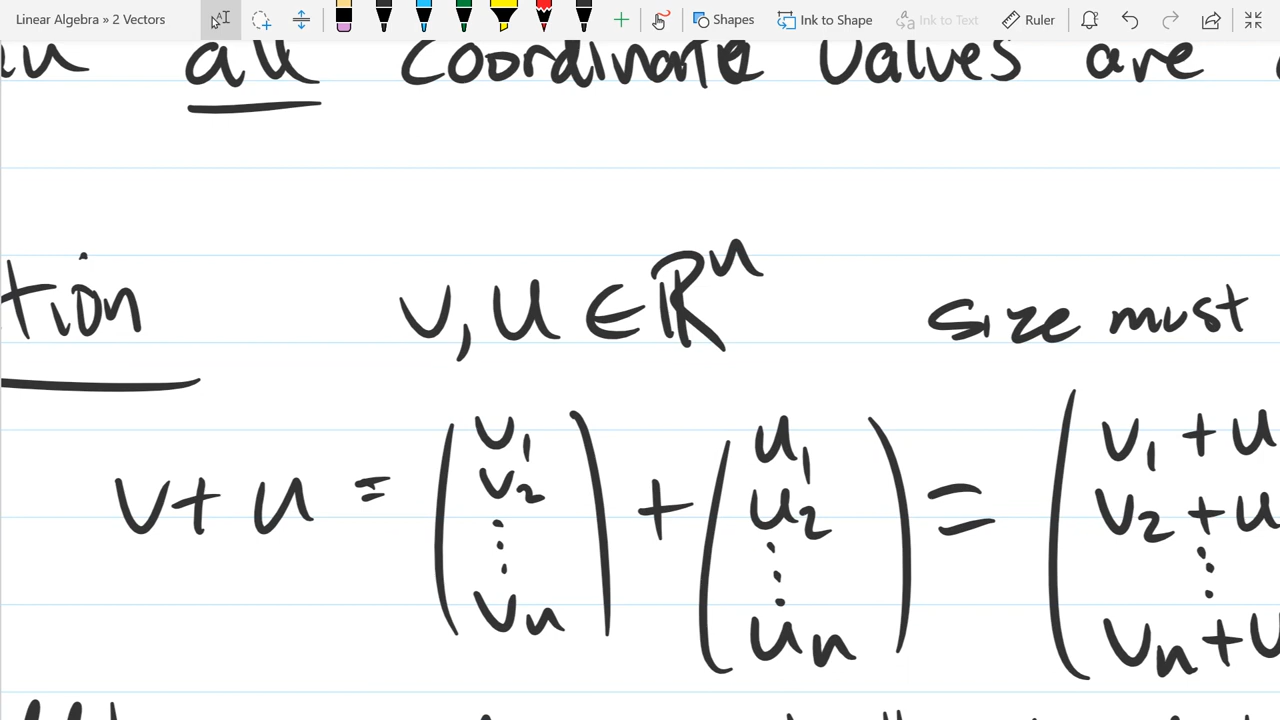 Linear Algebra » 2 Vectors Shapes Ink to Shape Ink to Text Ruler
all coordinate values are
tion v, u ∈ ℝⁿ size must
v + u = (v₁ v₂ ⋮ vₙ) + (u₁ u₂ ⋮ uₙ) = (v₁ + u v₂ + u ⋮ vₙ + u